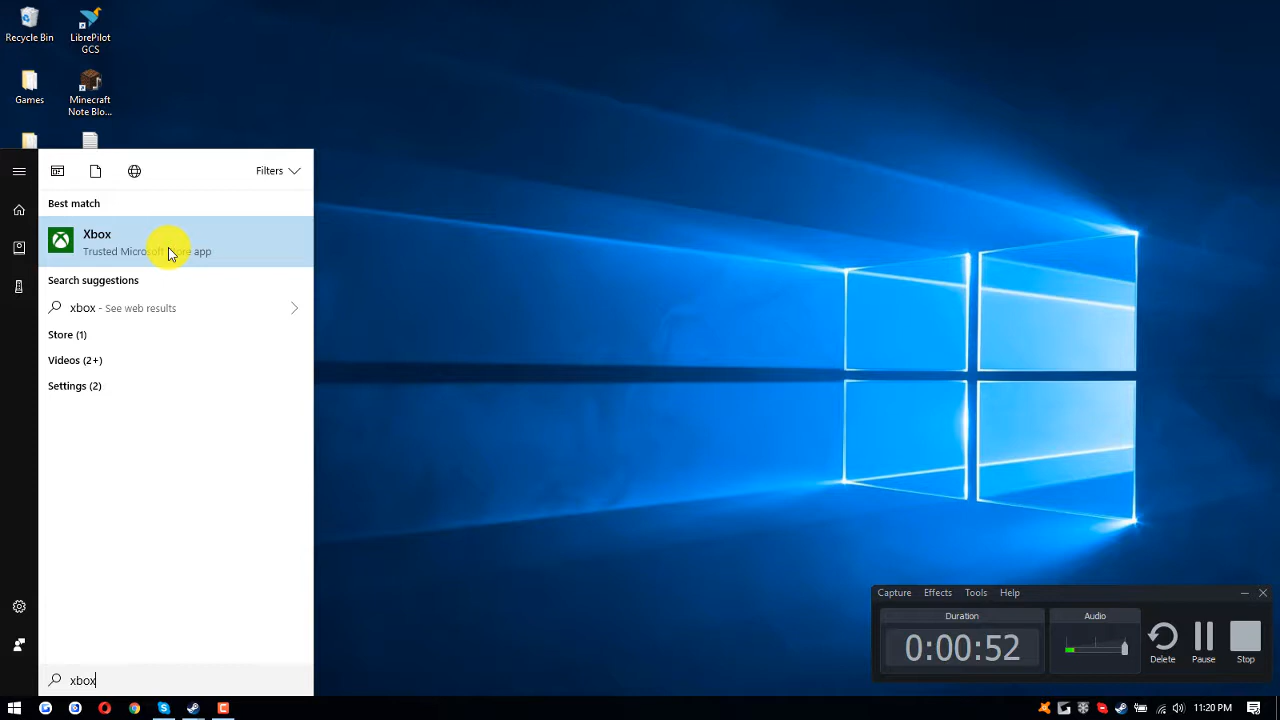 Recycle Bin
LibrePilot
GCS
Games
Minecraft
Note Blo...
Filters
Best match
Xbox
Trusted Microsoft Store app
Search suggestions
xbox - See web results
Store (1)
Videos (2+)
Settings (2)
xbox
Capture Effects Tools Help
Duration
0:00:52
Audio
Delete
Pause
Stop
11:20 PM